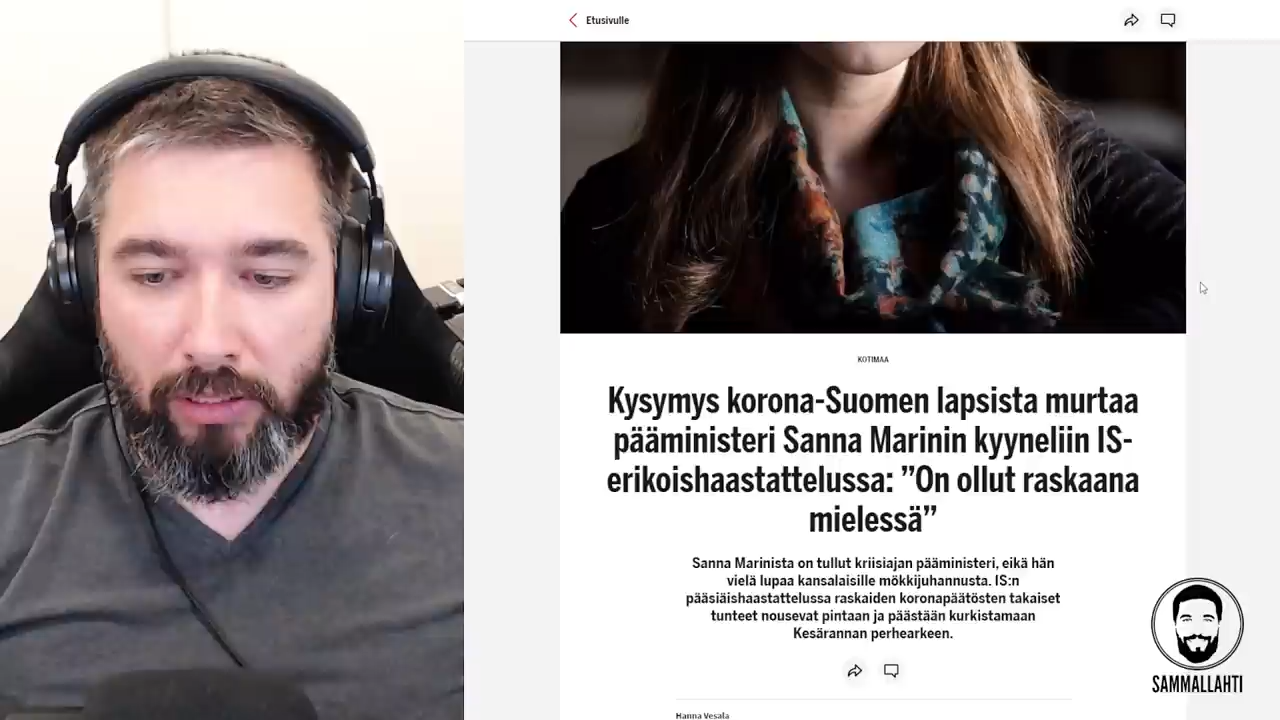 Etusivulle
KOTIMAA
Kysymys korona-Suomen lapsista murtaa
pääministeri Sanna Marinin kyyneliin IS-
erikoishaastattelussa: ”On ollut raskaana
mielessä”
Sanna Marinista on tullut kriisiajan pääministeri, eikä hän
vielä lupaa kansalaisille mökkijuhannusta. IS:n
pääsiäishaastattelussa raskaiden koronapäätösten takaiset
tunteet nousevat pintaan ja päästään kurkistamaan
Kesärannan perhearkeen.
Hanna Vesala
SAMMALLAHTI